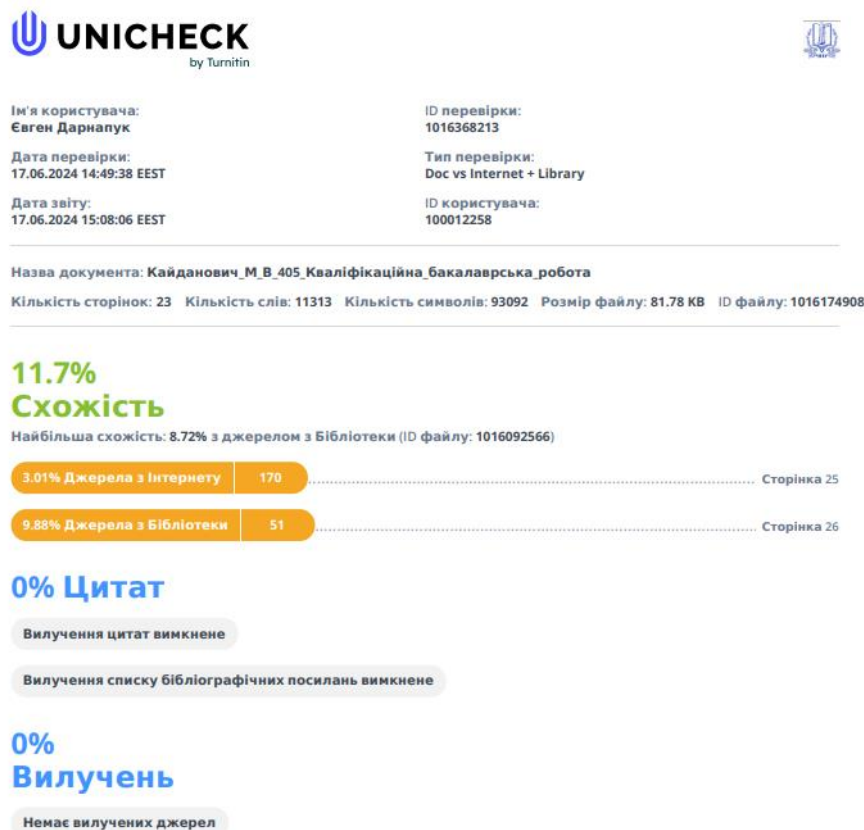 UNICHECK
by Turnitin
Ім'я користувача:
Євген Дарнапук
ID перевірки:
1016368213
Дата перевірки:
17.06.2024 14:49:38 EEST
Тип перевірки:
Doc vs Internet + Library
Дата звіту:
17.06.2024 15:08:06 EEST
ID користувача:
100012258
Назва документа: Кайданович_М_В_405_Кваліфікаційна_бакалаврська_робота
Кількість сторінок: 23 Кількість слів: 11313 Кількість символів: 93092 Розмір файлу: 81.78 KB ID файлу: 1016174908
11.7%
Схожість
Найбільша схожість: 8.72% з джерелом з Бібліотеки (ID файлу: 1016092566)
3.01% Джерела з Інтернету 170 Сторінка 25
9.88% Джерела з Бібліотеки 51 Сторінка 26
0% Цитат
Вилучення цитат вимкнене
Вилучення списку бібліографічних посилань вимкнене
0%
Вилучень
Немає вилучених джерел